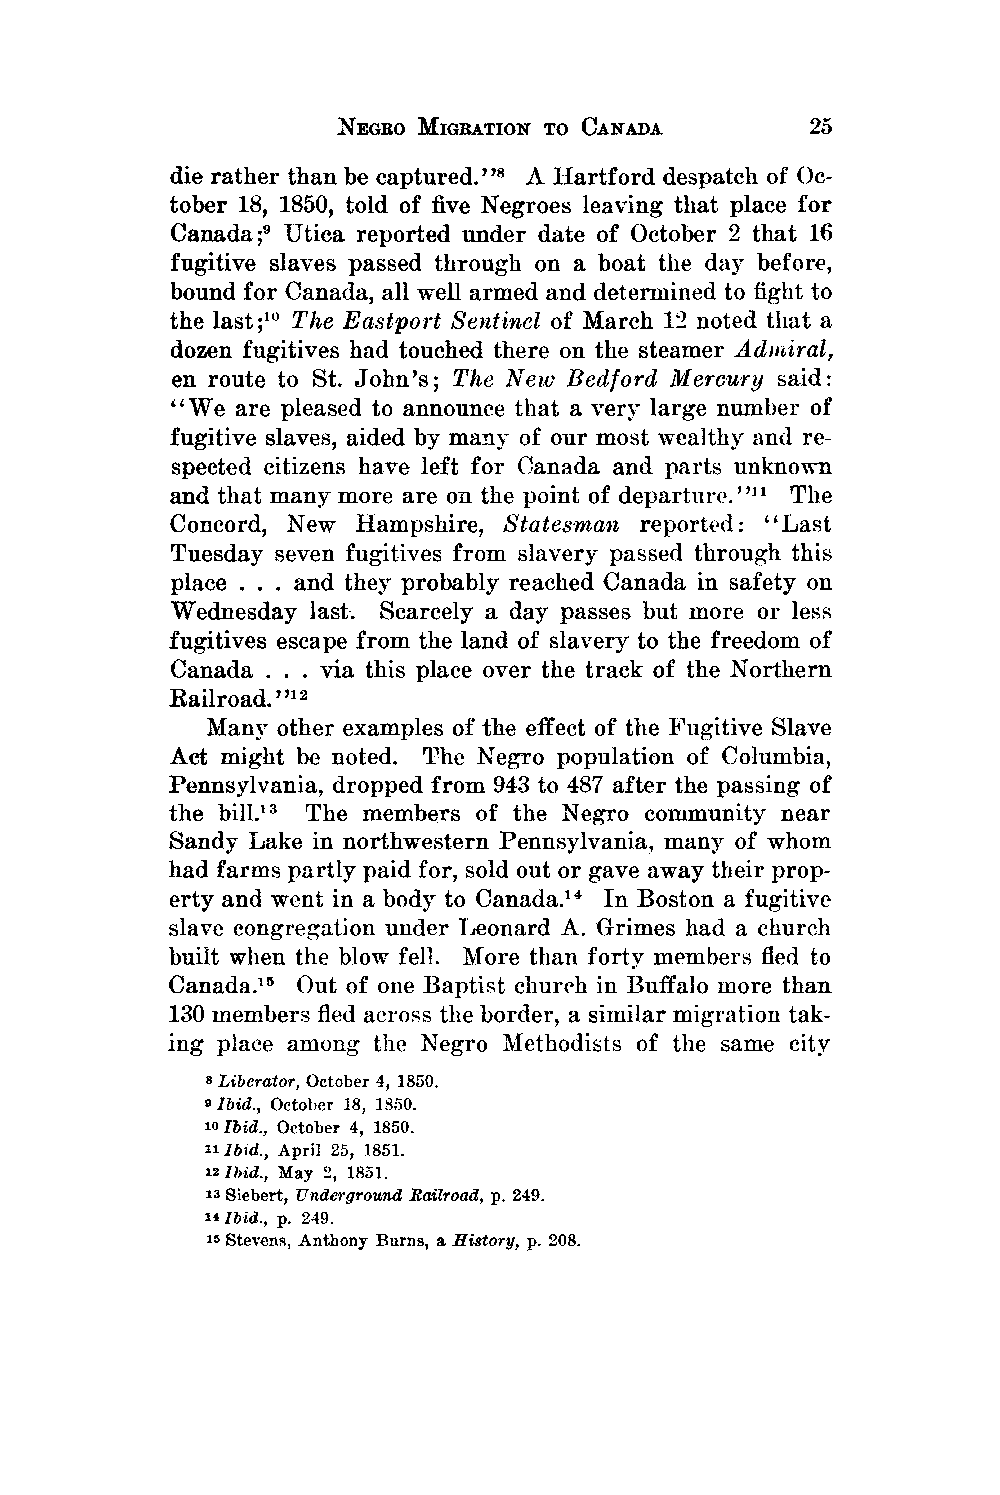 NEGRO MIGRATION TO CANADA 25
die rather than be captured.''⁸ A Hartford despatch of Oc-
tober 18, 1850, told of five Negroes leaving that place for
Canada;⁹ Utica reported under date of October 2 that 16
fugitive slaves passed through on a boat the day before,
bound for Canada, all well armed and determined to fight to
the last;¹⁰ The Eastport Sentinel of March 12 noted that a
dozen fugitives had touched there on the steamer Admiral,
en route to St. John's; The New Bedford Mercury said:
''We are pleased to announce that a very large number of
fugitive slaves, aided by many of our most wealthy and re-
spected citizens have left for Canada and parts unknown
and that many more are on the point of departure.''¹¹ The
Concord, New Hampshire, Statesman reported: ''Last
Tuesday seven fugitives from slavery passed through this
place . . . and they probably reached Canada in safety on
Wednesday last. Scarcely a day passes but more or less
fugitives escape from the land of slavery to the freedom of
Canada . . . via this place over the track of the Northern
Railroad.''¹²
Many other examples of the effect of the Fugitive Slave
Act might be noted. The Negro population of Columbia,
Pennsylvania, dropped from 943 to 487 after the passing of
the bill.¹³ The members of the Negro community near
Sandy Lake in northwestern Pennsylvania, many of whom
had farms partly paid for, sold out or gave away their prop-
erty and went in a body to Canada.¹⁴ In Boston a fugitive
slave congregation under Leonard A. Grimes had a church
built when the blow fell. More than forty members fled to
Canada.¹⁵ Out of one Baptist church in Buffalo more than
130 members fled across the border, a similar migration tak-
ing place among the Negro Methodists of the same city
⁸ Liberator, October 4, 1850.
⁹ Ibid., October 18, 1850.
¹⁰ Ibid., October 4, 1850.
¹¹ Ibid., April 25, 1851.
¹² Ibid., May 2, 1851.
¹³ Siebert, Underground Railroad, p. 249.
¹⁴ Ibid., p. 249.
¹⁵ Stevens, Anthony Burns, a History, p. 208.